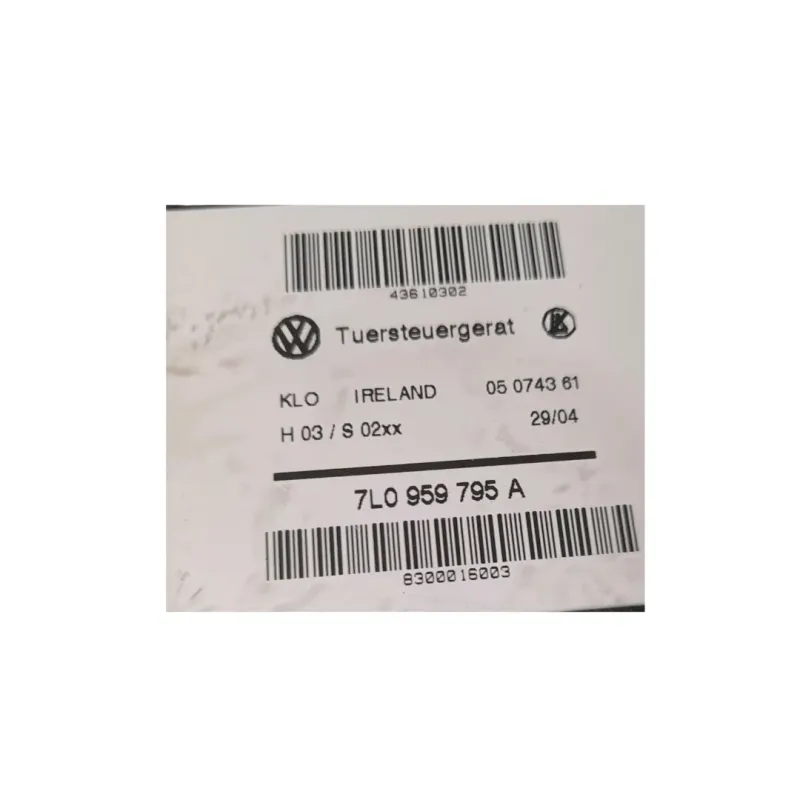 43610302
Tuersteuergerat
KLO IRELAND 05 0743 61
H 03 / S 02xx 29/04
7L0 959 795 A
8300016003